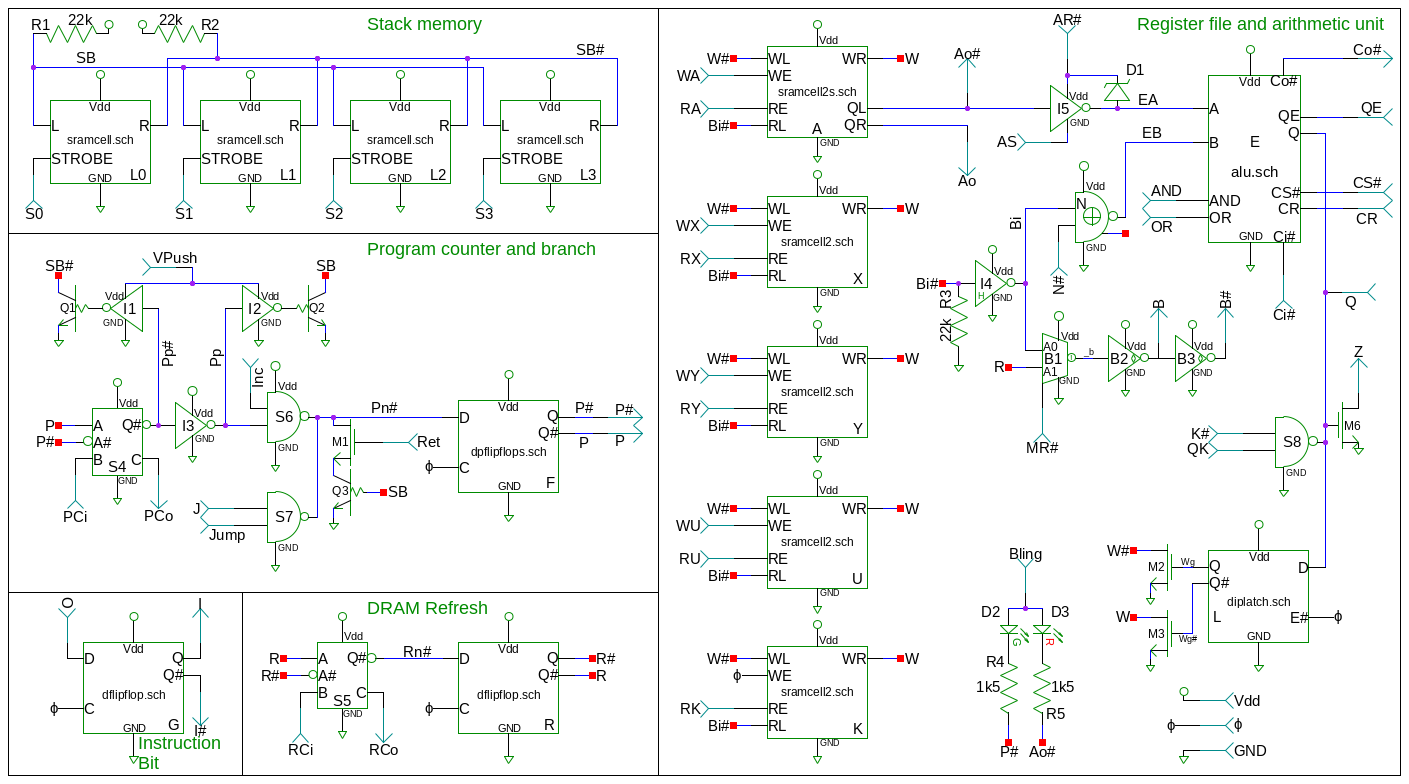 Stack memory
R1 22k 22k R2
SB SB#
Vdd Vdd Vdd Vdd
L R L R L R L R
sramcell.sch sramcell.sch sramcell.sch sramcell.sch
STROBE STROBE STROBE STROBE
GND L0 GND L1 GND L2 GND L3
S0 S1 S2 S3
Program counter and branch
SB# VPush SB
Q1 Vdd I1 Vdd I2 Q2
GND GND
Pp# Pp Inc
Vdd Vdd
Vdd S6 Pn# Vdd
P A Q# I3 D Q P# P#
P# A# GND M1 Ret Q# P P
B C GND dpflipflops.sch
S4 ϕ C
GND Q3 SB GND F
PCi PCo J S7
Jump
GND
O I
Vdd
D Q
Q#
dflipflop.sch
ϕ C
GND G
I#
Instruction
Bit
DRAM Refresh
Vdd Vdd
R A Q# Rn# D Q R#
R# A# Q# R
B C dflipflop.sch
S5 ϕ C
GND GND R
RCi RCo
Register file and arithmetic unit
Vdd
W# WL WR W
WA WE
sramcell2s.sch
RA RE QL
Bi# RL QR
A
GND
Ao#
Ao
AR#
D1
Vdd
I5 EA
GND
AS
EB
Vdd Co# Co#
A QE QE
Q
B E
alu.sch
AND AND CS# CS#
OR OR CR CR
GND Ci#
Ci#
Vdd
W# WL WR W
WX WE
sramcell2.sch
RX RE
Bi# RL X
GND
Bi
Vdd
N
GND
N#
Vdd
Bi# I4
H
GND
R3
22k
Q
Vdd
W# WL WR W
WY WE
sramcell2.sch
RY RE
Bi# RL Y
GND
Vdd Vdd Vdd
A0
B1 _b B2 B3
R A1
GND GND GND
B B#
MR#
Z
K#
QK S8
GND
M6
Vdd
W# WL WR W
WU WE
sramcell2.sch
RU RE
Bi# RL U
GND
Bling
D2 D3
G R
R4
1k5 1k5
R5
P# Ao#
Vdd
W# Wg Q D
M2 Q#
diplatch.sch
W L E# ϕ
M3 Wg#
GND
Vdd
W# WL WR W
ϕ WE
sramcell2.sch
RK RE
Bi# RL K
GND
Vdd
ϕ ϕ
GND